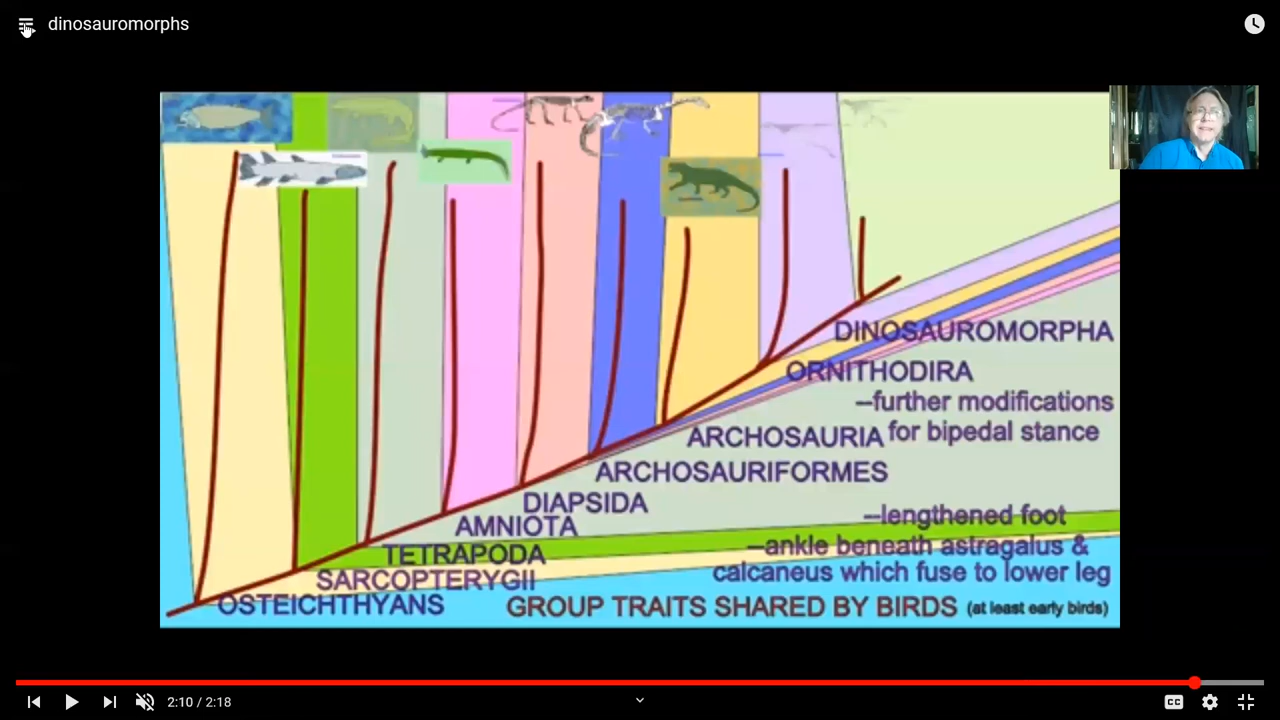 dinosauromorphs
DINOSAUROMORPHA
ORNITHODIRA
–further modifications
ARCHOSAURIA for bipedal stance
ARCHOSAURIFORMES
DIAPSIDA
–lengthened foot
AMNIOTA
–ankle beneath astragalus &
TETRAPODA
calcaneus which fuse to lower leg
SARCOPTERYGII
OSTEICHTHYANS
GROUP TRAITS SHARED BY BIRDS (at least early birds)
2:10 / 2:18
CC